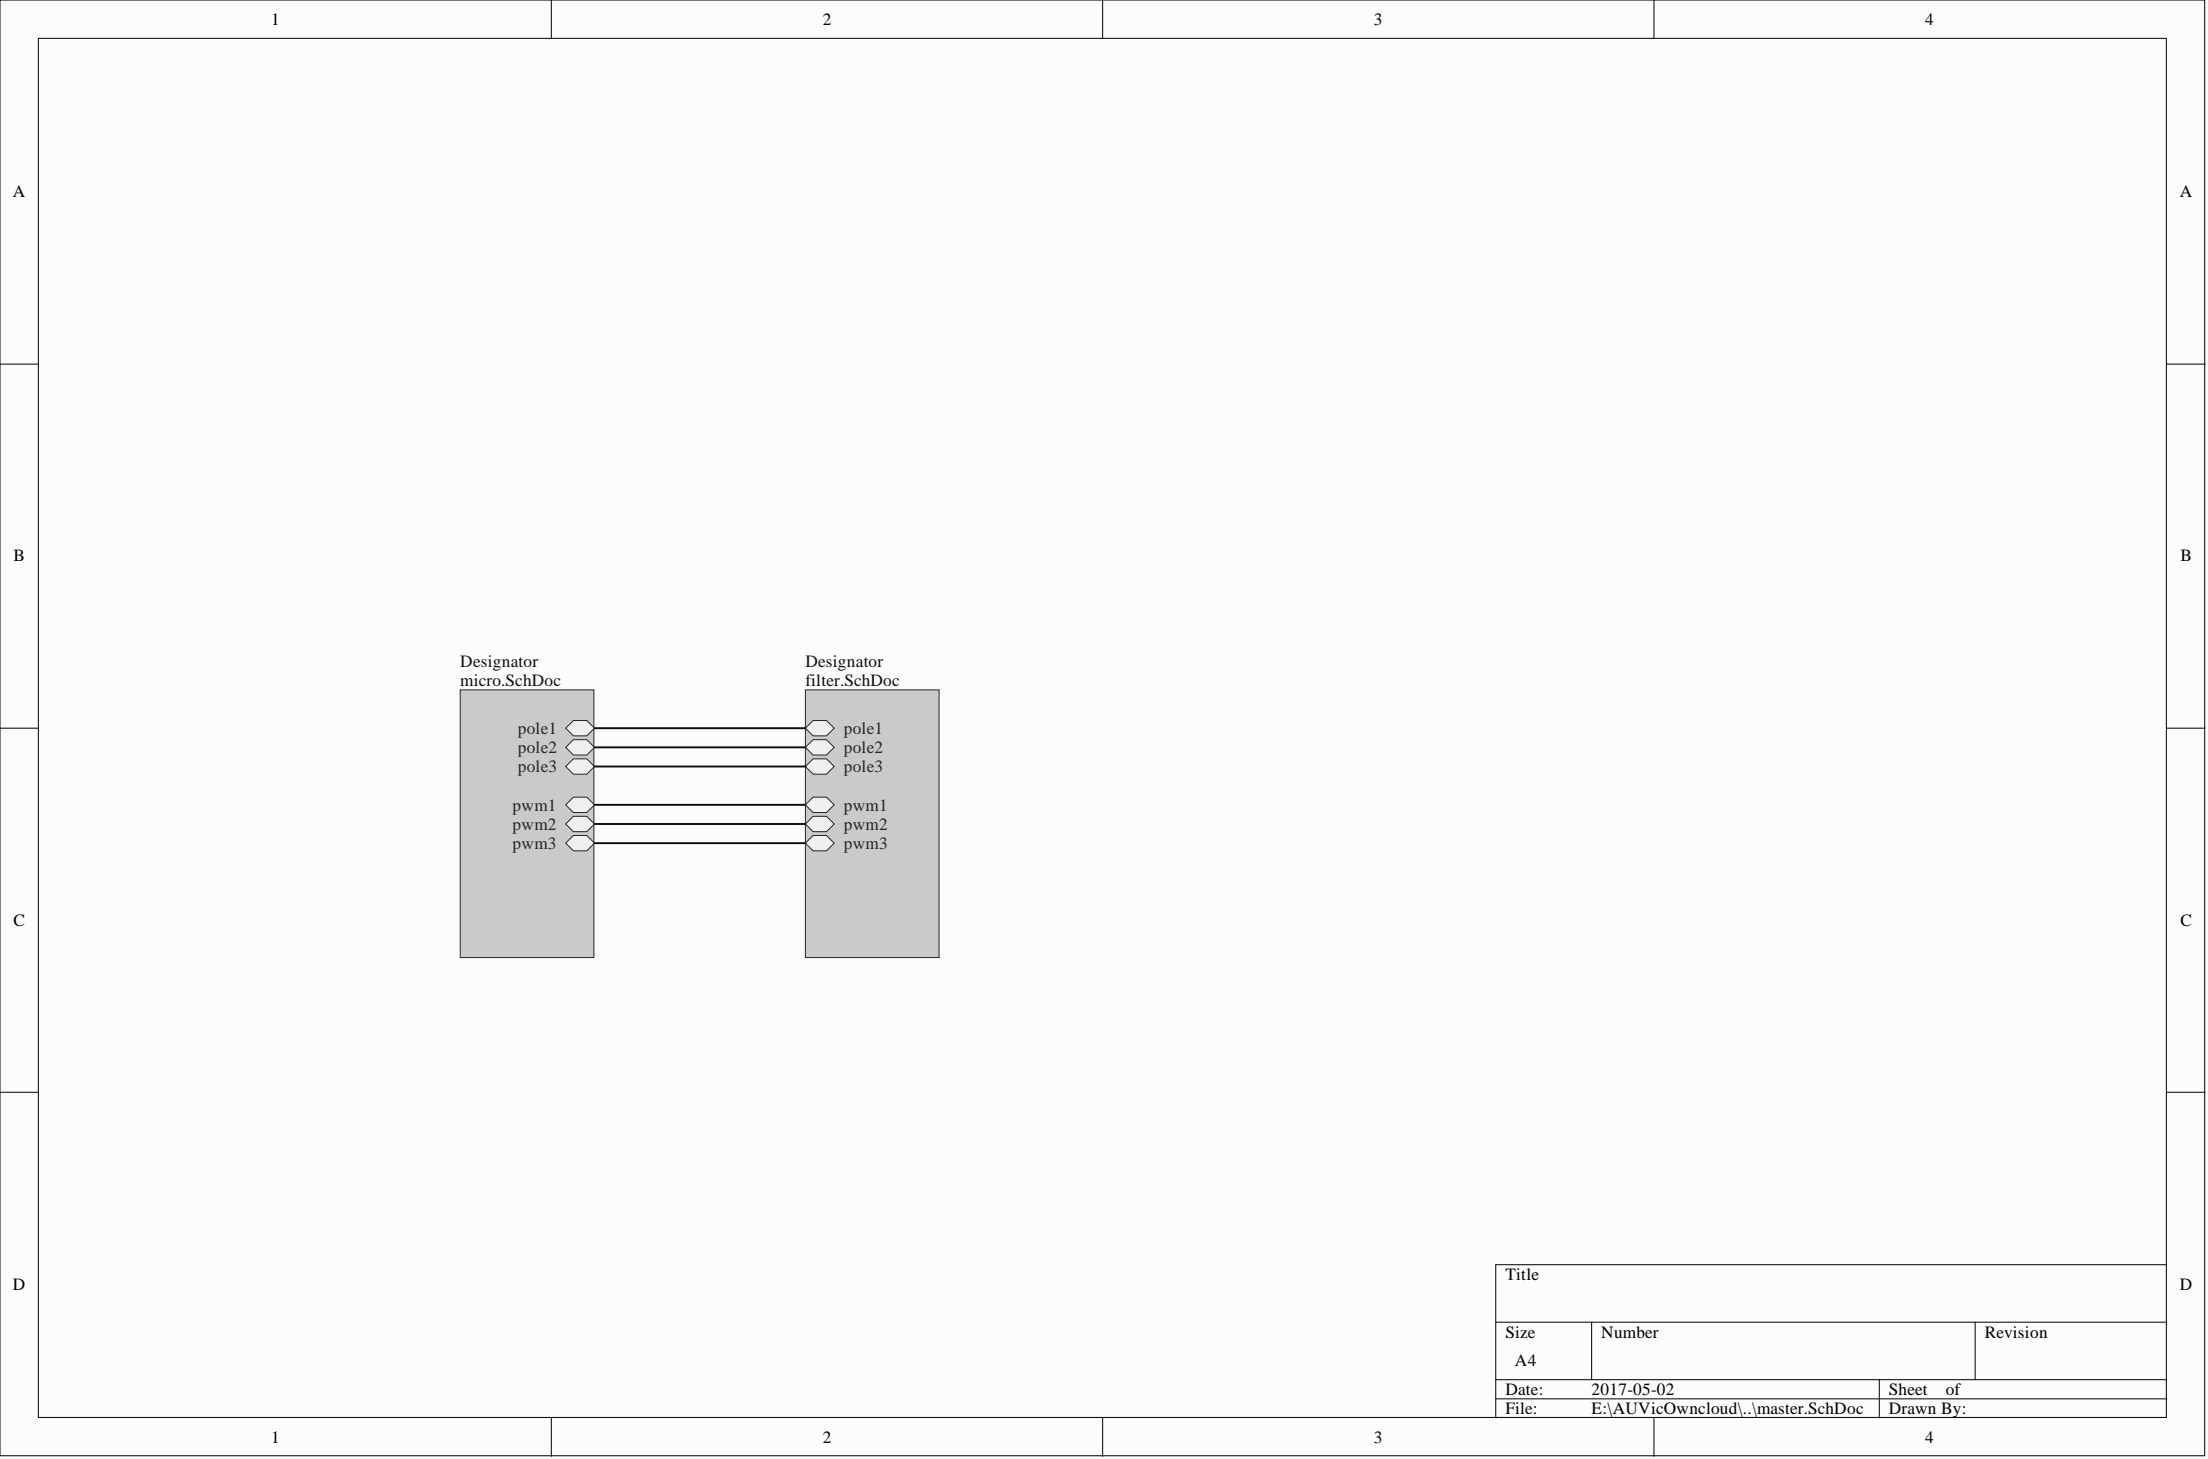 1 2 3 4
A A
B B
Designator Designator
micro.SchDoc filter.SchDoc
pole1 pole1
pole2 pole2
pole3 pole3
pwm1 pwm1
pwm2 pwm2
pwm3 pwm3
C C
D D
Title
Size Number Revision
A4
Date: 2017-05-02 Sheet of
File: E:\AUVicOwncloud\..\master.SchDoc Drawn By:
1 2 3 4